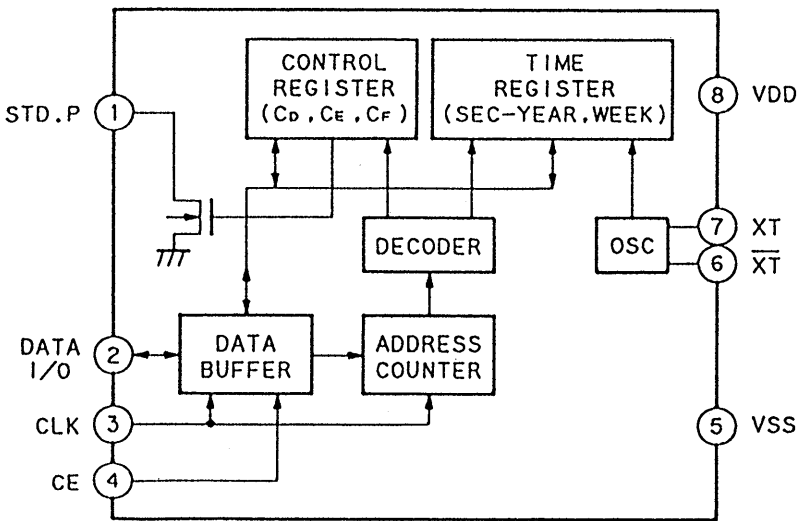 CONTROL
REGISTER
(CD,CE,CF)
TIME
REGISTER
(SEC-YEAR,WEEK)
STD.P
1
8
VDD
DECODER
OSC
7
XT
6
XT
DATA
I/O
2
DATA
BUFFER
ADDRESS
COUNTER
CLK
3
5
VSS
CE
4